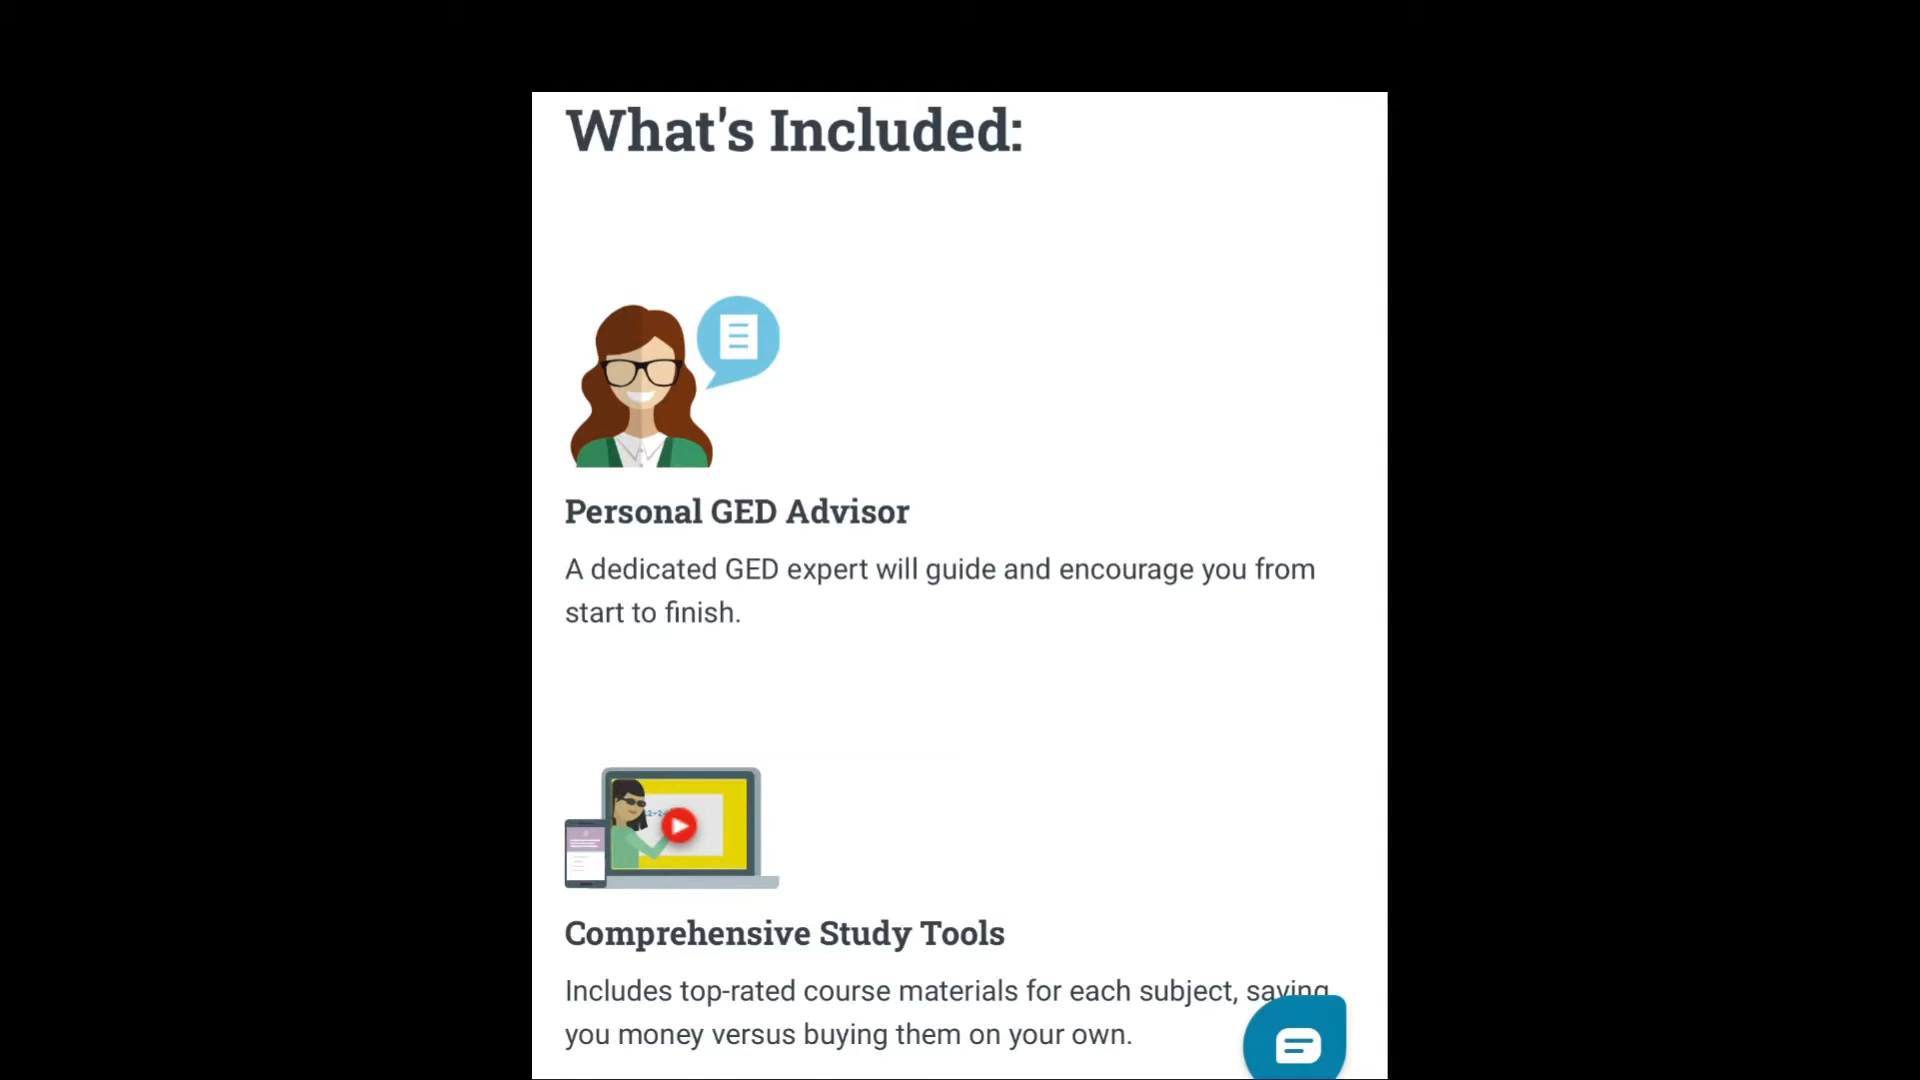 What's Included:
Personal GED Advisor
A dedicated GED expert will guide and encourage you from
start to finish.
Comprehensive Study Tools
Includes top-rated course materials for each subject, saving
you money versus buying them on your own.